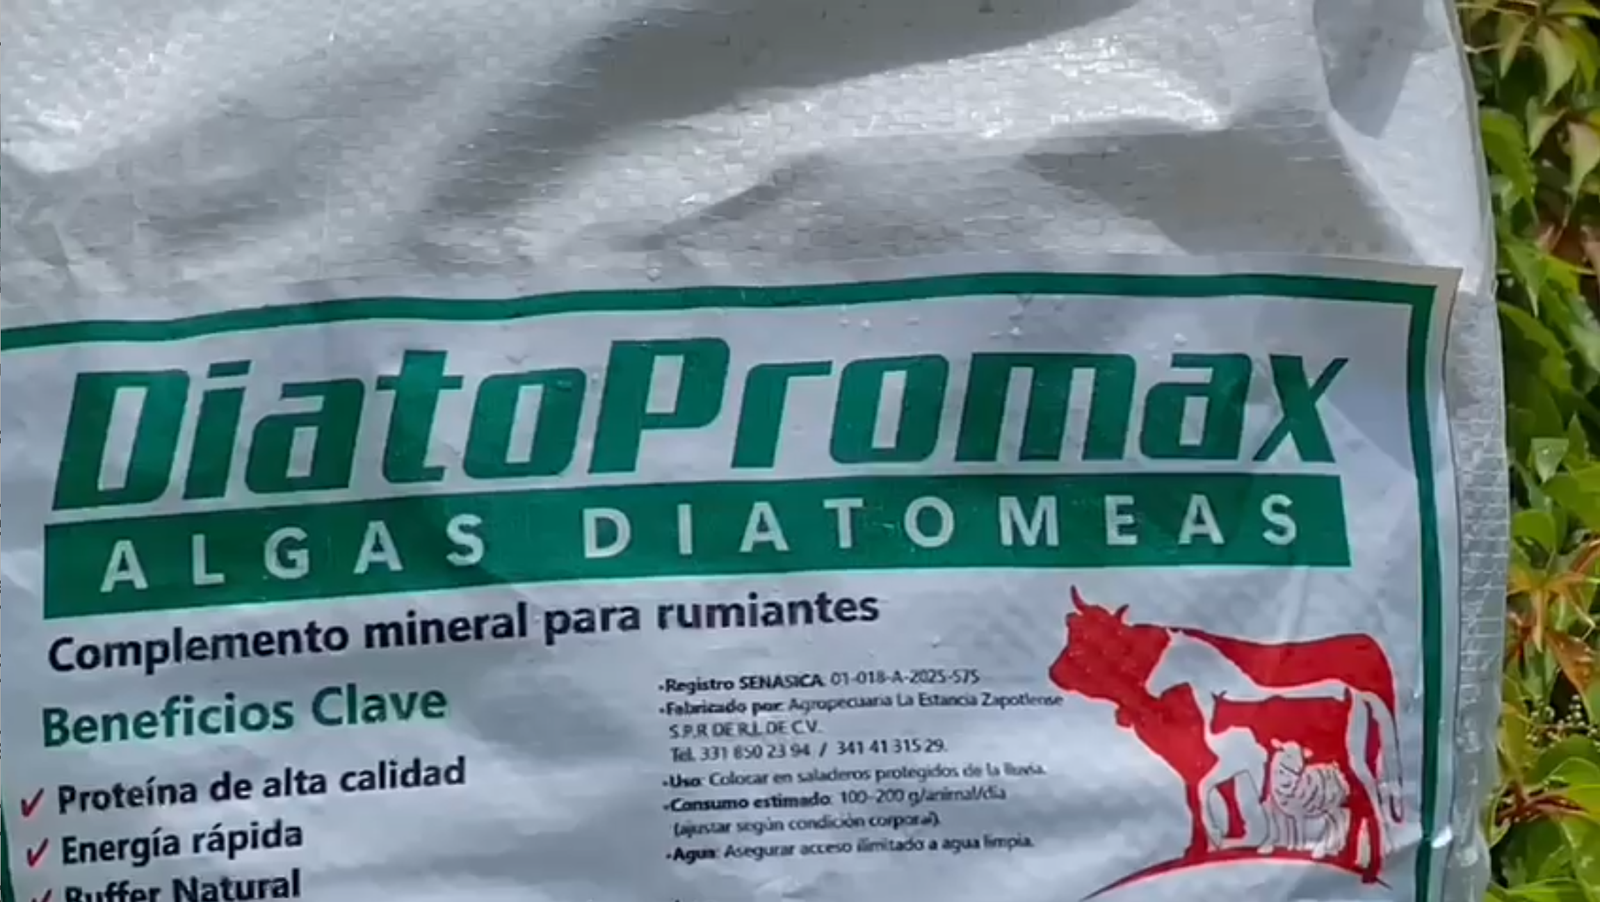 DiatoPromax
ALGAS DIATOMEAS
Complemento mineral para rumiantes
Beneficios Clave
✓ Proteína de alta calidad
✓ Energía rápida
✓ Buffer Natural
•Registro SENASICA: 01-018-A-2025-575
•Fabricado por: Agropecuaria La Estancia Zapotlense
S.P.R DE R.L. DE C.V.
Tel. 331 850 23 94 / 341 41 315 29.
•Uso: Colocar en saladeros protegidos de la lluvia.
•Consumo estimado: 100-200 g/animal/día
(ajustar según condición corporal).
•Agua: Asegurar acceso ilimitado a agua limpia.